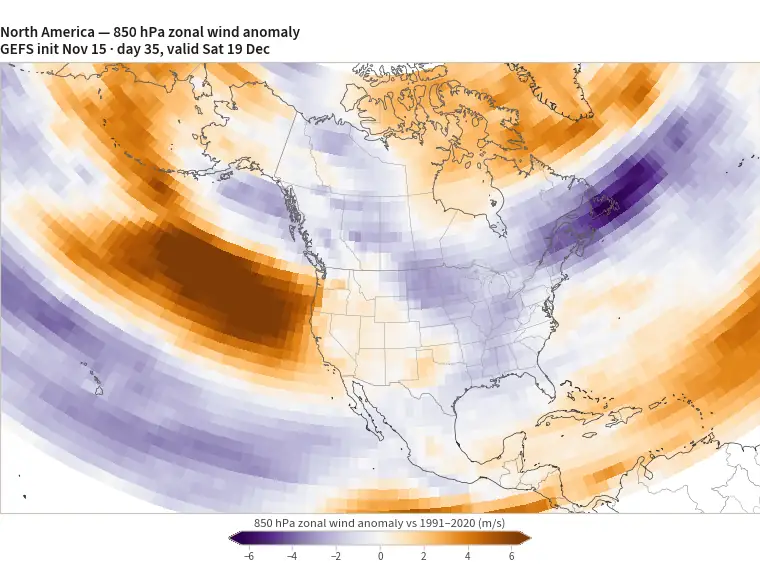 North America — 850 hPa zonal wind anomaly
GEFS init Nov 15 · day 35, valid Sat 19 Dec
850 hPa zonal wind anomaly vs 1991–2020 (m/s)
−6 −4 −2 0 2 4 6